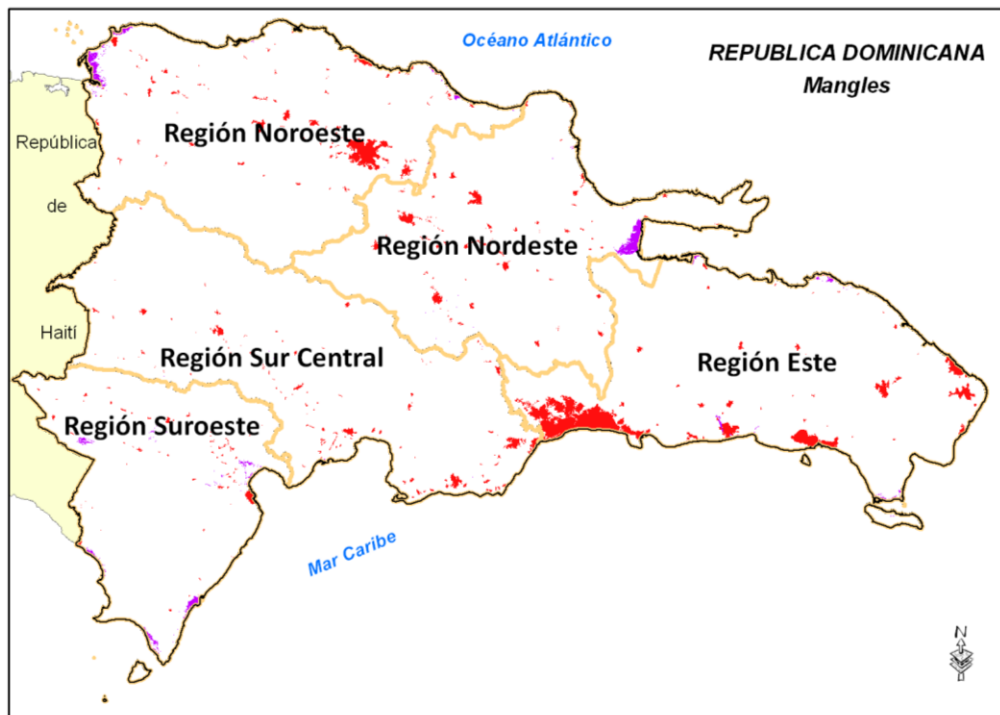 Océano Atlántico
REPUBLICA DOMINICANA
Mangles
Región Noroeste
República
de
Haití
Región Nordeste
Región Sur Central
Región Este
Región Suroeste
Mar Caribe
N